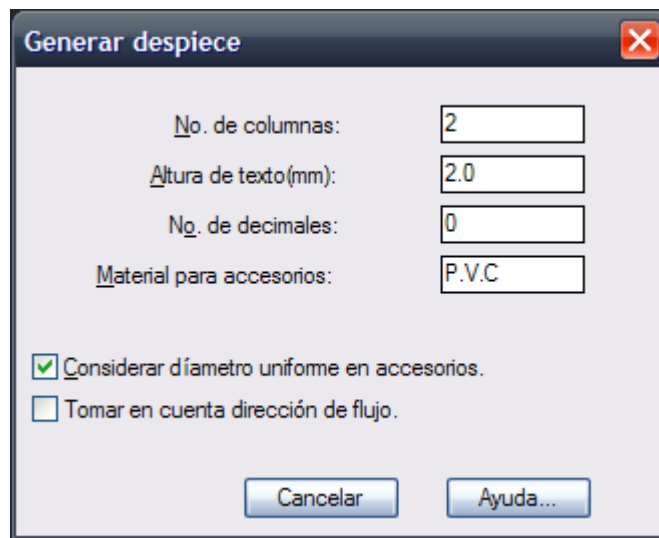 Generar despiece
No. de columnas: 2
Altura de texto(mm): 2.0
No. de decimales: 0
Material para accesorios: P.V.C
Considerar díametro uniforme en accesorios.
Tomar en cuenta dirección de flujo.
Cancelar Ayuda...